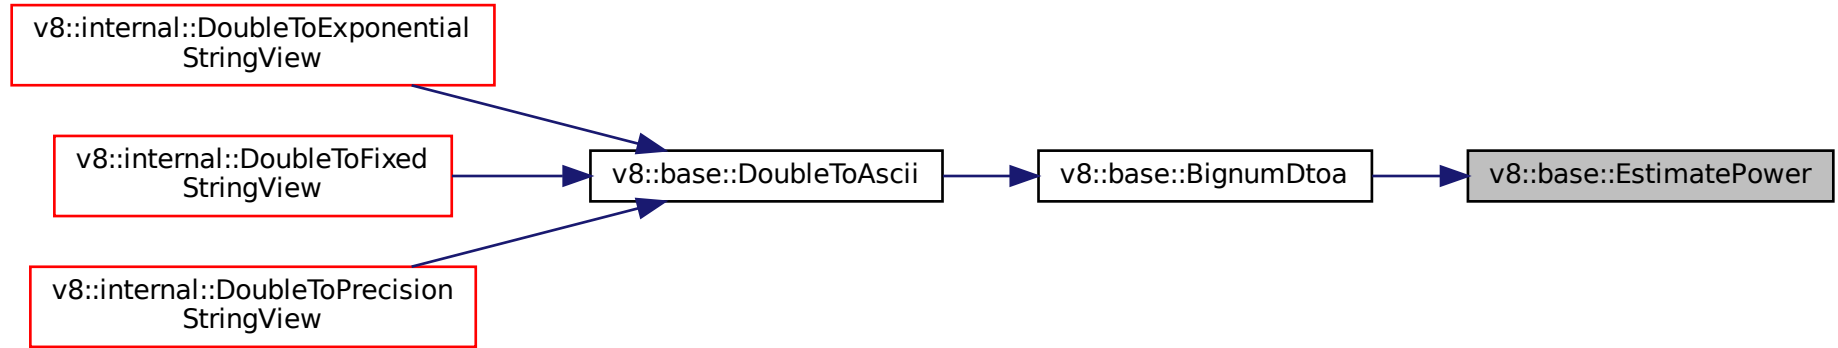 v8::internal::DoubleToExponential
StringView
v8::internal::DoubleToFixed
StringView
v8::base::DoubleToAscii
v8::base::BignumDtoa
v8::base::EstimatePower
v8::internal::DoubleToPrecision
StringView